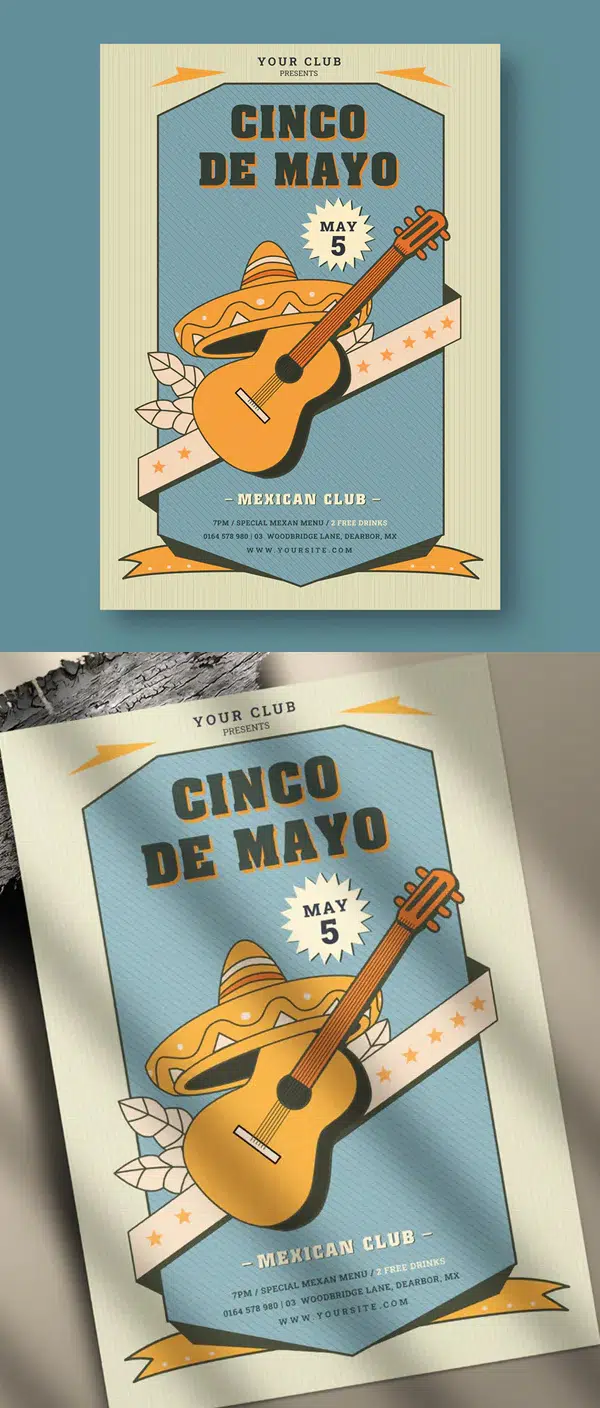 YOUR CLUB
PRESENTS
CINCO
DE MAYO
MAY
5
– MEXICAN CLUB –
7PM / SPECIAL MEXAN MENU / 2 FREE DRINKS
0164 578 980 | 03 WOODBRIDGE LANE, DEARBOR, MX
WWW.YOURSITE.COM
YOUR CLUB
PRESENTS
CINCO
DE MAYO
MAY
5
– MEXICAN CLUB –
7PM / SPECIAL MEXAN MENU / 2 FREE DRINKS
0164 578 980 | 03 WOODBRIDGE LANE, DEARBOR, MX
WWW.YOURSITE.COM